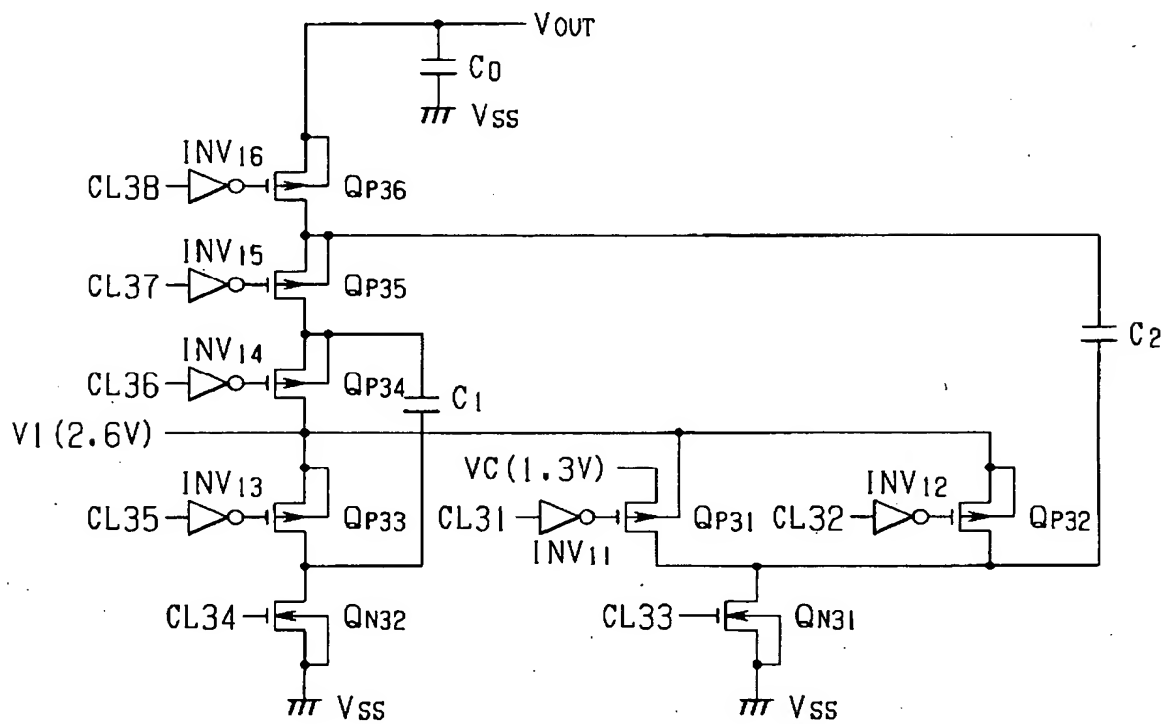 VOUT
C0
VSS
INV16
CL38
QP36
INV15
CL37
QP35
C2
INV14
CL36
QP34
C1
V1(2.6V)
VC(1.3V)
INV13
INV12
CL35
QP33
CL31
QP31
CL32
QP32
INV11
CL34
QN32
CL33
QN31
VSS
VSS